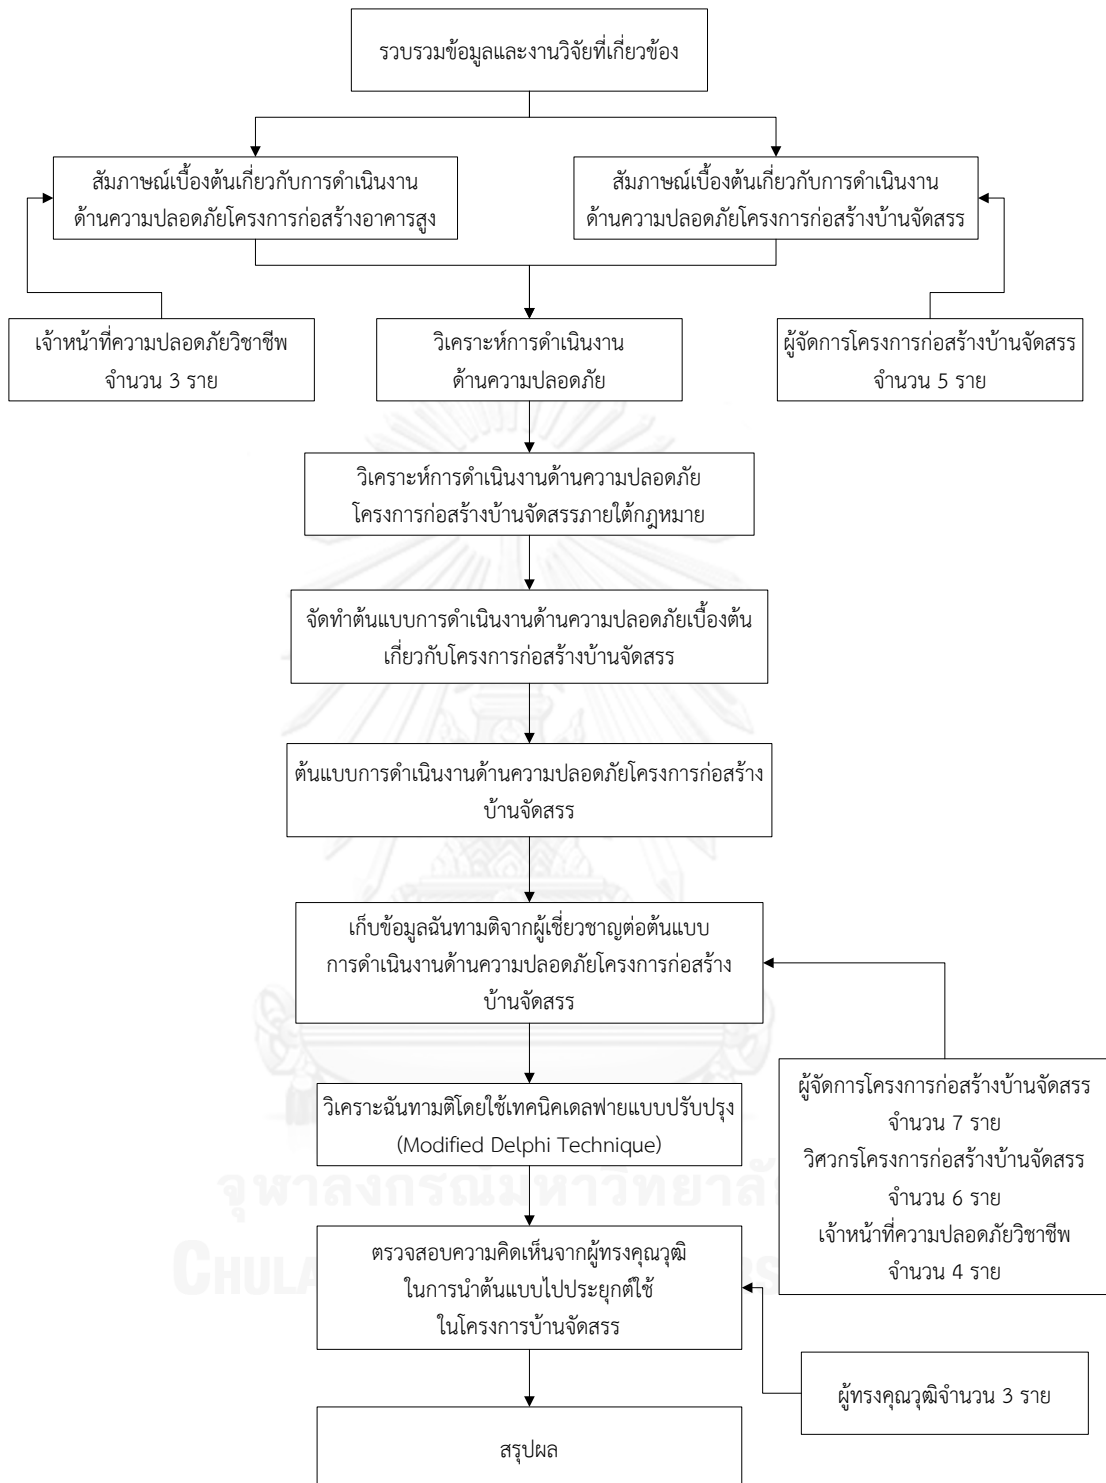 รวบรวมข้อมูลและงานวิจัยที่เกี่ยวข้อง
สัมภาษณ์เบื้องต้นเกี่ยวกับการดำเนินงาน
ด้านความปลอดภัยโครงการก่อสร้างอาคารสูง
สัมภาษณ์เบื้องต้นเกี่ยวกับการดำเนินงาน
ด้านความปลอดภัยโครงการก่อสร้างบ้านจัดสรร
เจ้าหน้าที่ความปลอดภัยวิชาชีพ
จำนวน 3 ราย
วิเคราะห์การดำเนินงาน
ด้านความปลอดภัย
ผู้จัดการโครงการก่อสร้างบ้านจัดสรร
จำนวน 5 ราย
วิเคราะห์การดำเนินงานด้านความปลอดภัย
โครงการก่อสร้างบ้านจัดสรรภายใต้กฎหมาย
จัดทำต้นแบบการดำเนินงานด้านความปลอดภัยเบื้องต้น
เกี่ยวกับโครงการก่อสร้างบ้านจัดสรร
ต้นแบบการดำเนินงานด้านความปลอดภัยโครงการก่อสร้าง
บ้านจัดสรร
เก็บข้อมูลฉันทามติจากผู้เชี่ยวชาญต่อต้นแบบ
การดำเนินงานด้านความปลอดภัยโครงการก่อสร้าง
บ้านจัดสรร
ผู้จัดการโครงการก่อสร้างบ้านจัดสรร
จำนวน 7 ราย
วิศวกรโครงการก่อสร้างบ้านจัดสรร
จำนวน 6 ราย
เจ้าหน้าที่ความปลอดภัยวิชาชีพ
จำนวน 4 ราย
วิเคราะฉันทามติโดยใช้เทคนิคเดลฟายแบบปรับปรุง
(Modified Delphi Technique)
จุฬาลงกรณ์มหาวิทยาลั
CHULA
ตรวจสอบความคิดเห็นจากผู้ทรงคุณวุฒิ
ในการนำต้นแบบไปประยุกต์ใช้
ในโครงการบ้านจัดสรร
ผู้ทรงคุณวุฒิจำนวน 3 ราย
สรุปผล